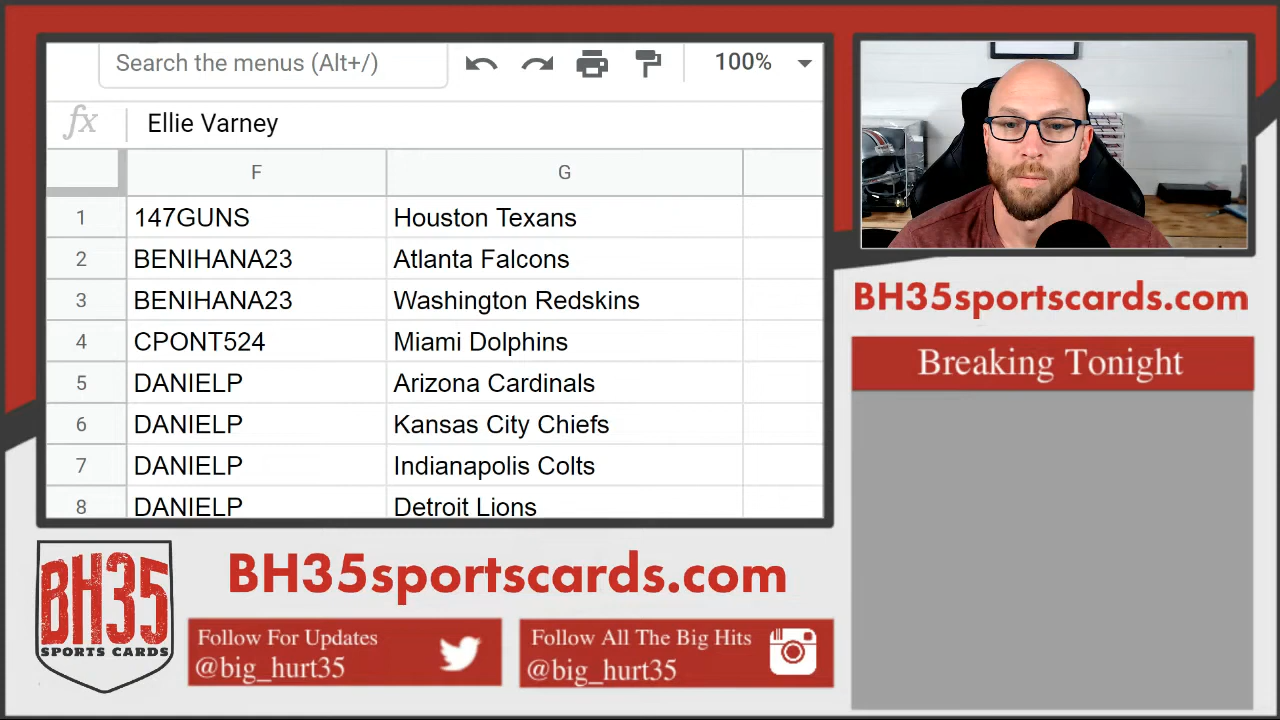 Search the menus (Alt+/)
100%
fx
Ellie Varney
F
G
1
147GUNS
Houston Texans
2
BENIHANA23
Atlanta Falcons
3
BENIHANA23
Washington Redskins
4
CPONT524
Miami Dolphins
5
DANIELP
Arizona Cardinals
6
DANIELP
Kansas City Chiefs
7
DANIELP
Indianapolis Colts
8
DANIELP
Detroit Lions
BH35sportscards.com
Breaking Tonight
BH35
SPORTS CARDS
BH35sportscards.com
Follow For Updates
@big_hurt35
Follow All The Big Hits
@big_hurt35